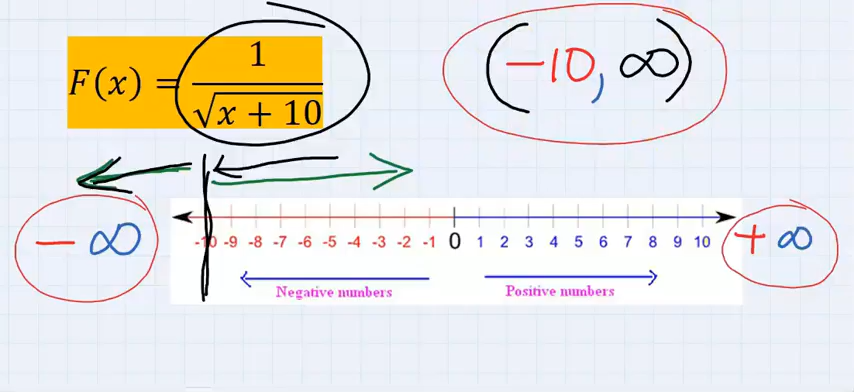 F(x) = 1/√(x + 10)
(-10, ∞)
- ∞
-10 -9 -8 -7 -6 -5 -4 -3 -2 -1 0 1 2 3 4 5 6 7 8 9 10
+ ∞
Negative numbers Positive numbers